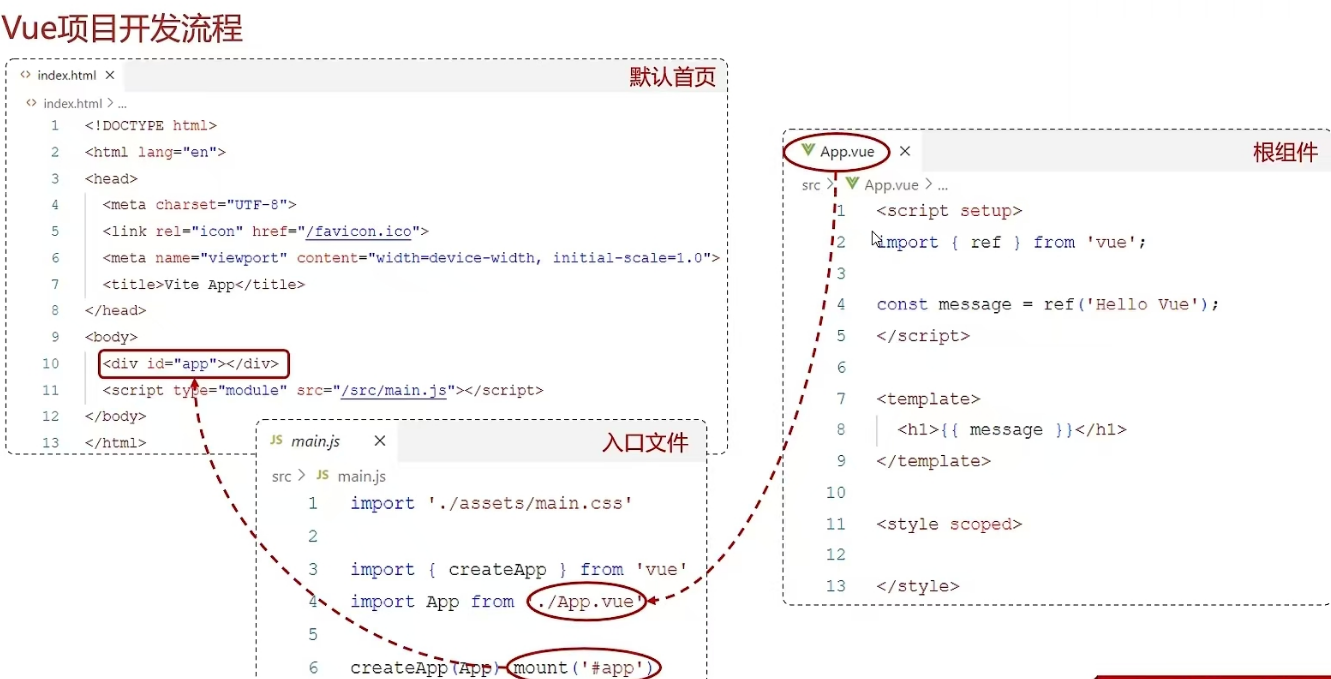 Vue项目开发流程
index.html ×
默认首页
index.html > ...
1 <!DOCTYPE html>
2 <html lang="en">
3 <head>
4 <meta charset="UTF-8">
5 <link rel="icon" href="/favicon.ico">
6 <meta name="viewport" content="width=device-width, initial-scale=1.0">
7 <title>Vite App</title>
8 </head>
9 <body>
10 <div id="app"></div>
11 <script type="module" src="/src/main.js"></script>
12 </body>
13 </html>
JS main.js ×
入口文件
src > JS main.js
1 import './assets/main.css'
2
3 import { createApp } from 'vue'
4 import App from './App.vue'
5
6 createApp(App).mount('#app')
App.vue ×
根组件
src > App.vue > ...
1 <script setup>
2 import { ref } from 'vue';
3
4 const message = ref('Hello Vue');
5 </script>
6
7 <template>
8 <h1>{{ message }}</h1>
9 </template>
10
11 <style scoped>
12
13 </style>